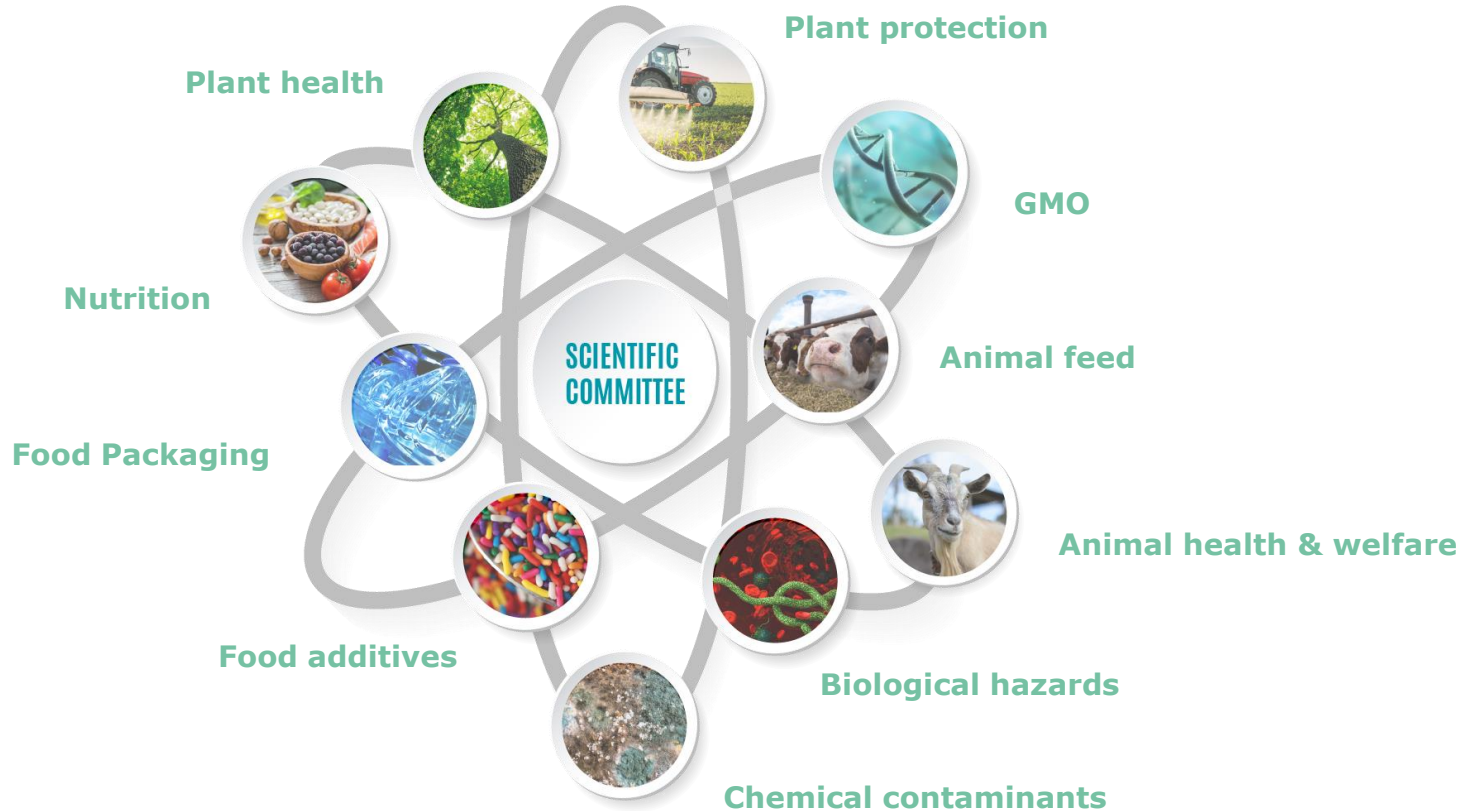 Plant protection
Plant health
GMO
Nutrition
SCIENTIFIC
COMMITTEE
Animal feed
Food Packaging
Animal health & welfare
Food additives
Biological hazards
Chemical contaminants